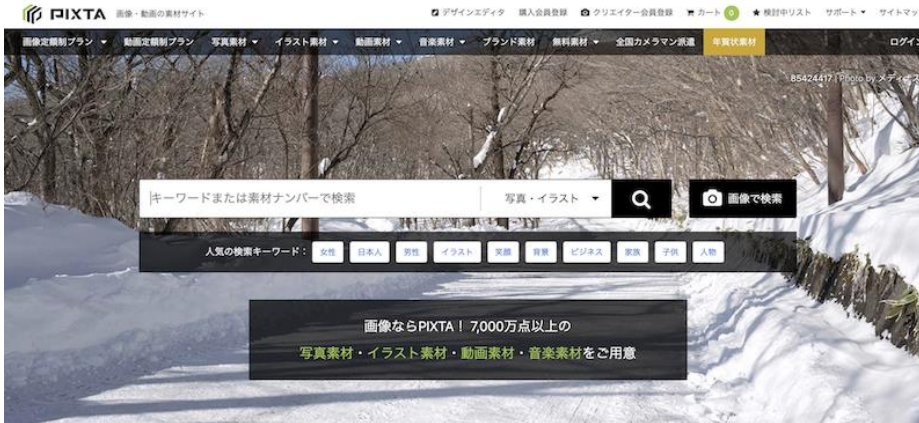 PIXTA 画像・動画の素材サイト デザインエディタ 購入会員登録 クリエイター会員登録 カート 0 検討中リスト サポート サイトマッ
画像定額制プラン 動画定額制プラン 写真素材 イラスト素材 動画素材 音楽素材 ブランド素材 無料素材 全国カメラマン派遣 年賀状素材 ログイン
85424417 | Photo by メディオス
キーワードまたは素材ナンバーで検索 写真・イラスト 画像で検索
人気の検索キーワード: 女性 日本人 男性 イラスト 笑顔 背景 ビジネス 家族 子供 人物
画像ならPIXTA！7,000万点以上の
写真素材・イラスト素材・動画素材・音楽素材をご用意